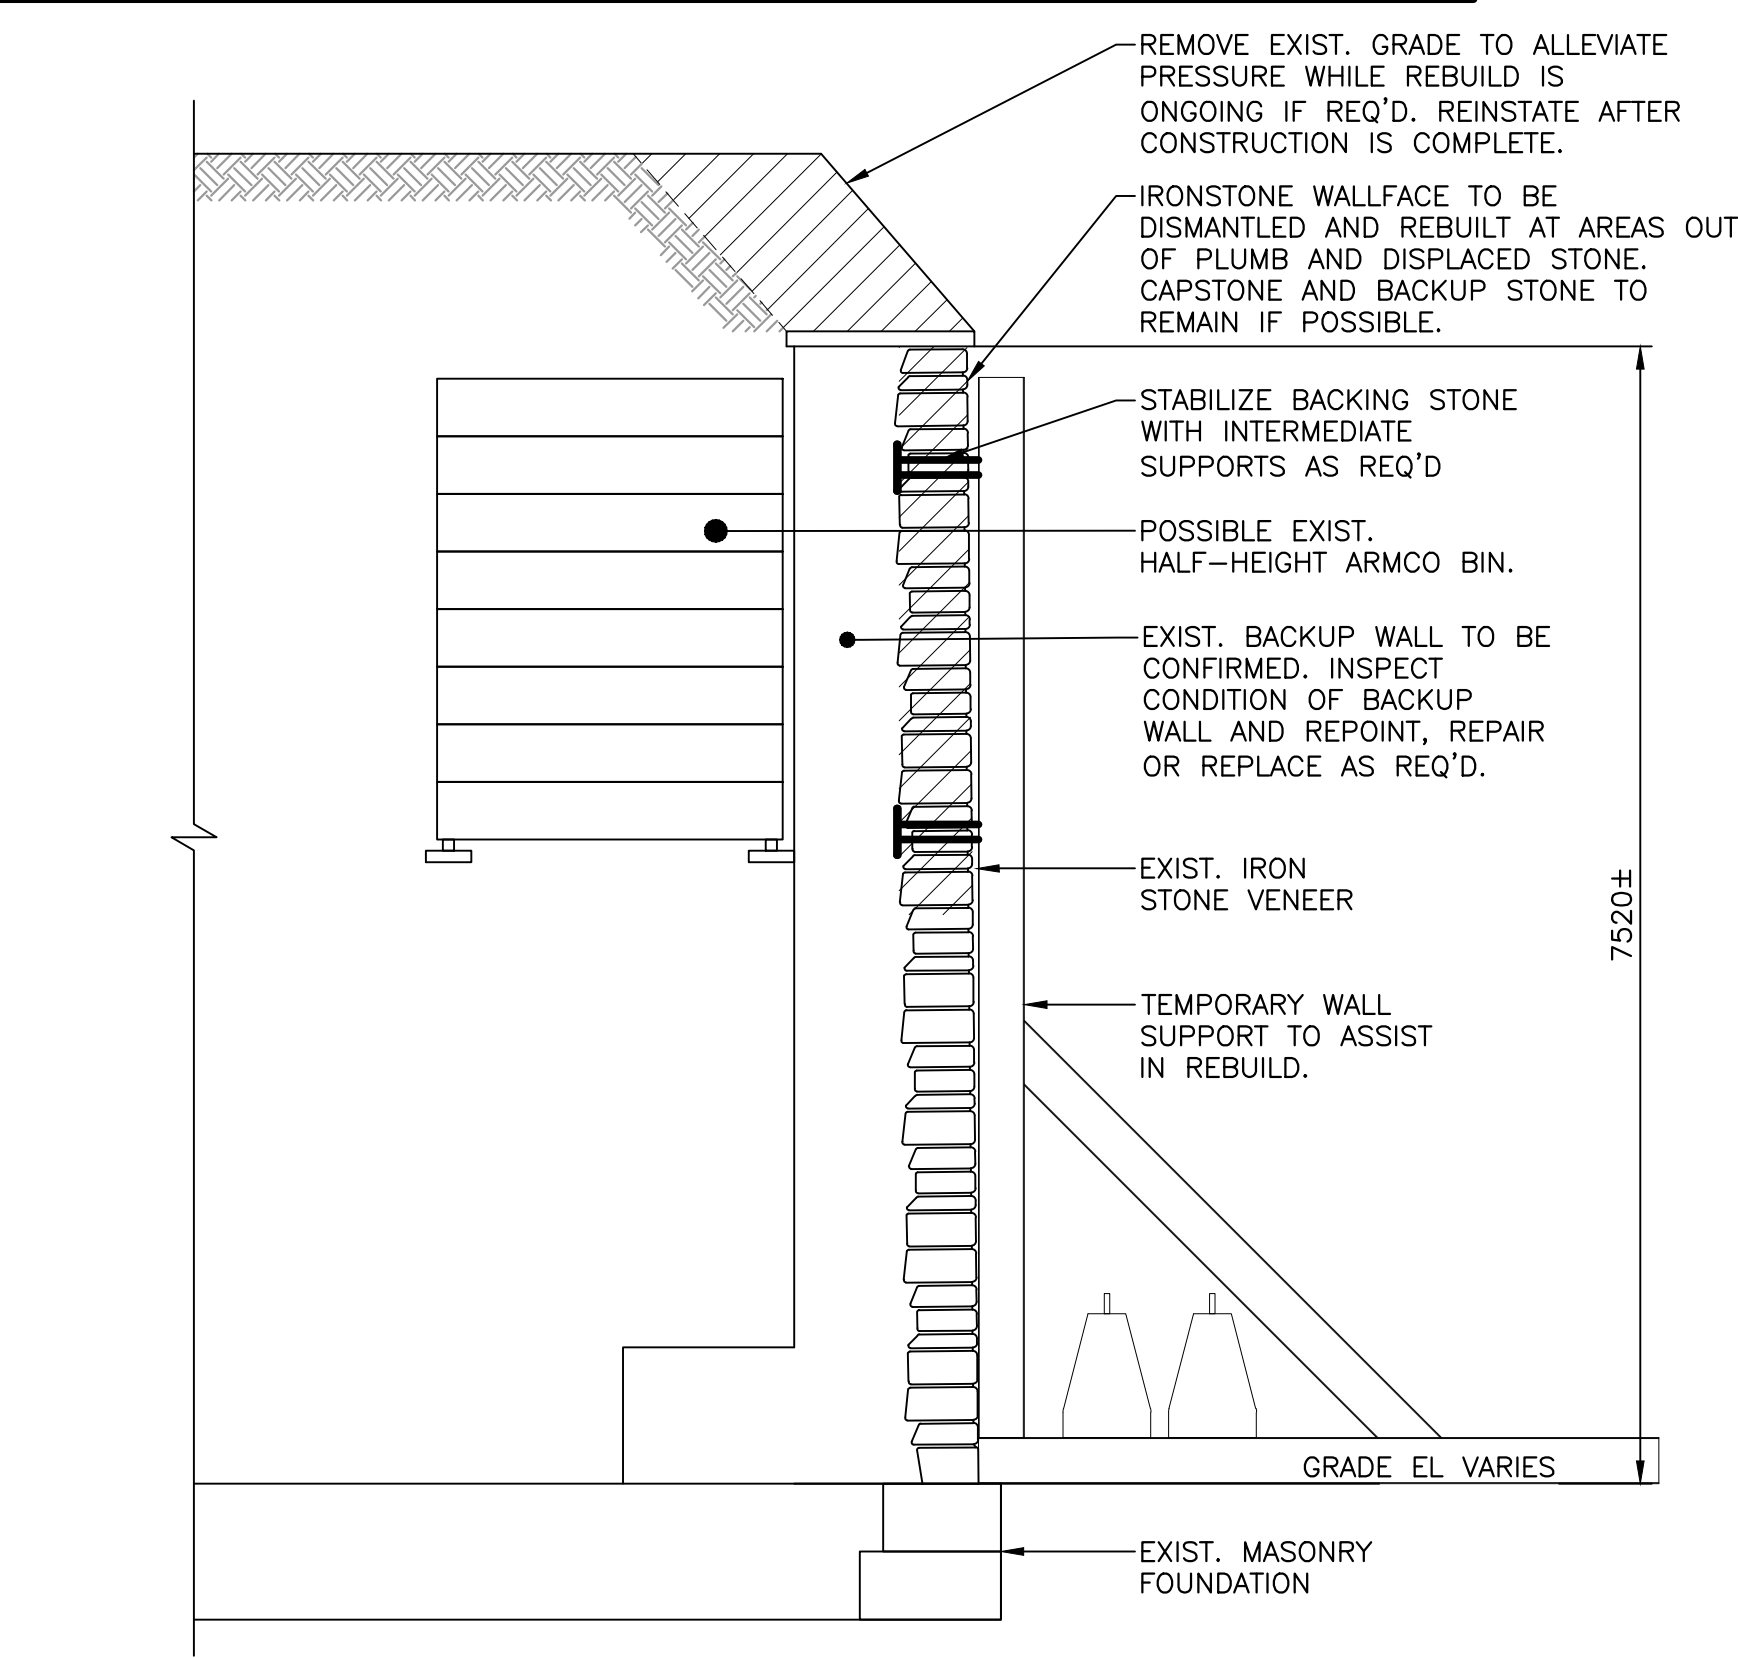 REMOVE EXIST. GRADE TO ALLEVIATE
PRESSURE WHILE REBUILD IS
ONGOING IF REQ'D. REINSTATE AFTER
CONSTRUCTION IS COMPLETE.
IRONSTONE WALLFACE TO BE
DISMANTLED AND REBUILT AT AREAS OUT
OF PLUMB AND DISPLACED STONE.
CAPSTONE AND BACKUP STONE TO
REMAIN IF POSSIBLE.
STABILIZE BACKING STONE
WITH INTERMEDIATE
SUPPORTS AS REQ'D
POSSIBLE EXIST.
HALF-HEIGHT ARMCO BIN.
EXIST. BACKUP WALL TO BE
CONFIRMED. INSPECT
CONDITION OF BACKUP
WALL AND REPOINT, REPAIR
OR REPLACE AS REQ'D.
EXIST. IRON
STONE VENEER
7520±
TEMPORARY WALL
SUPPORT TO ASSIST
IN REBUILD.
GRADE EL VARIES
EXIST. MASONRY
FOUNDATION